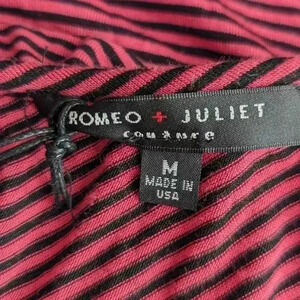 ROMEO + JULIET
couture
M
MADE IN
USA